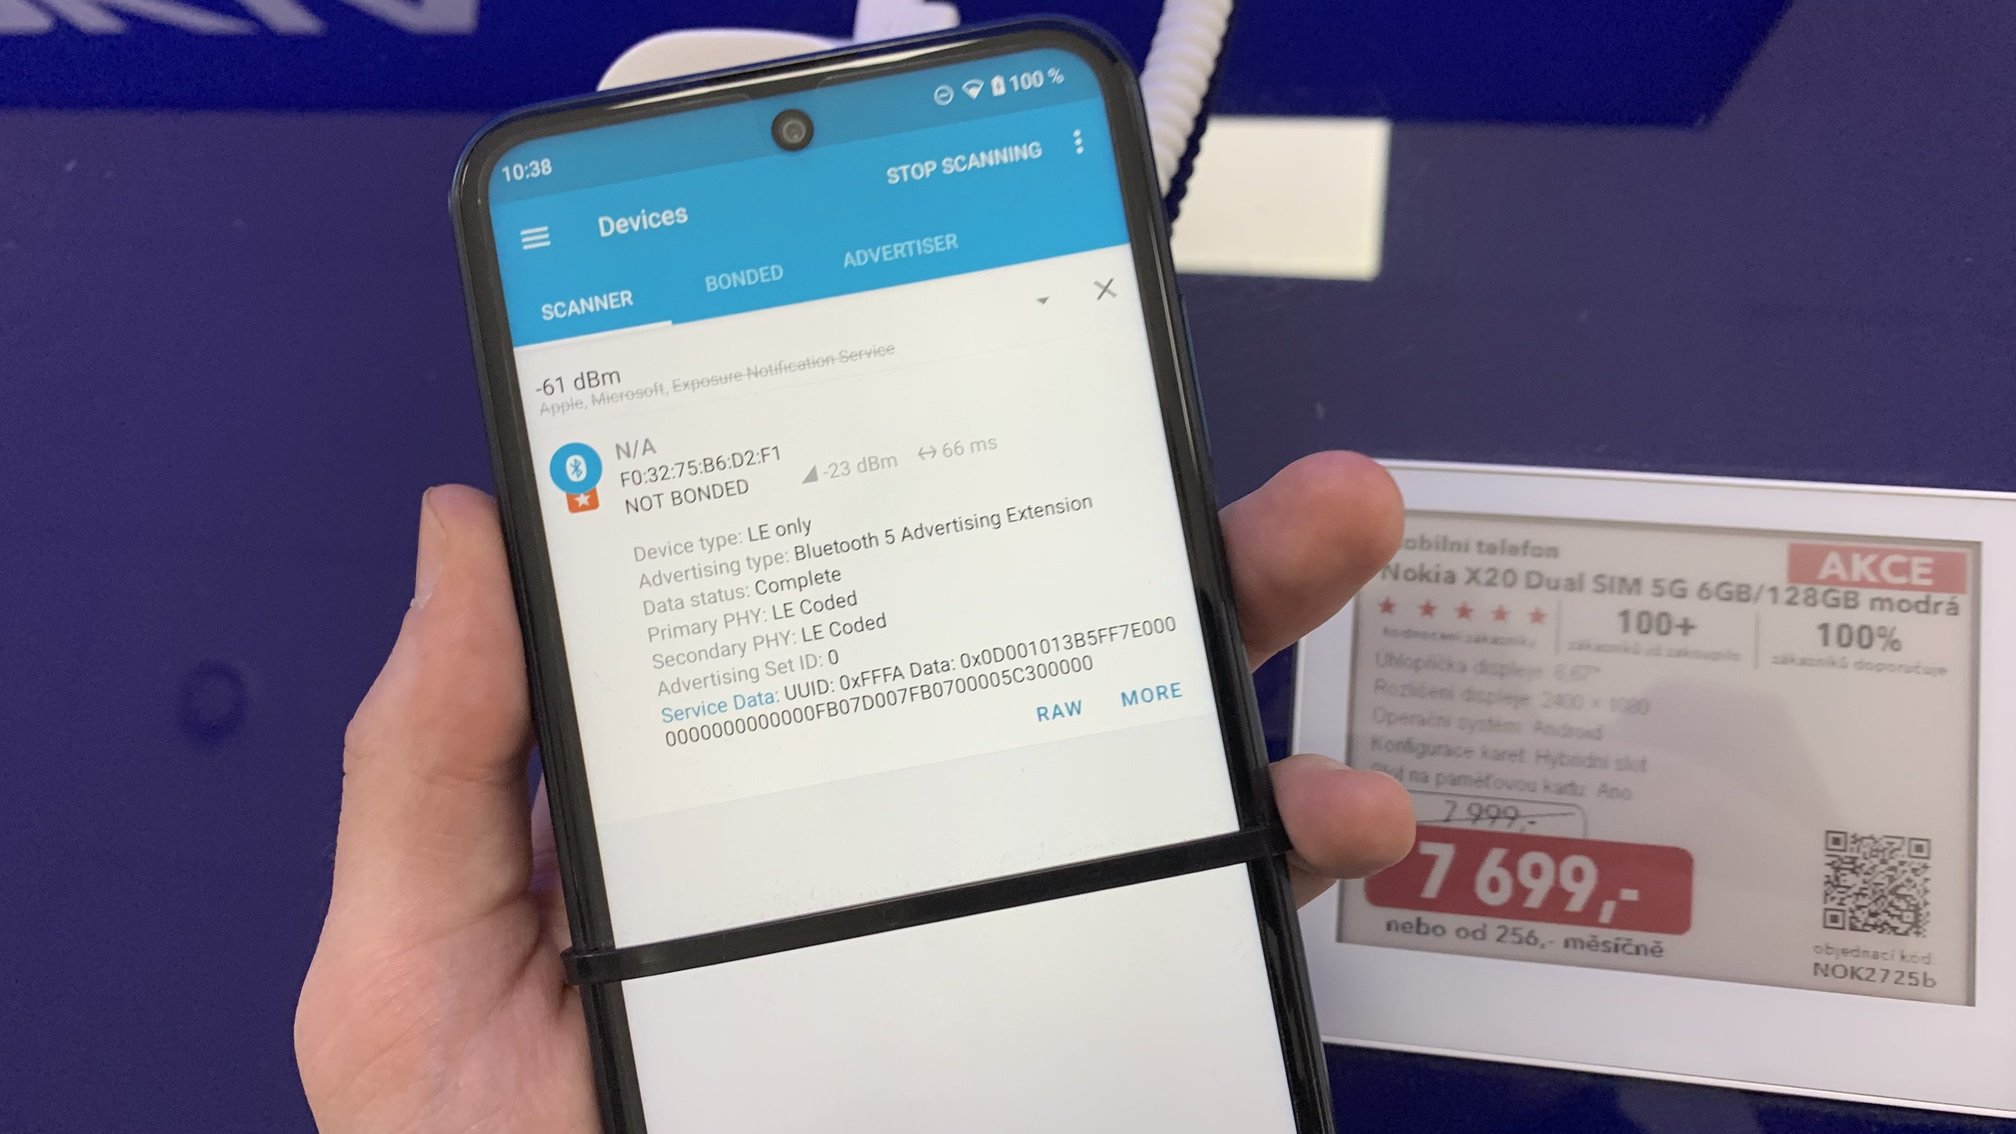 10:38
100 %
Devices
STOP SCANNING
SCANNER
BONDED
ADVERTISER
-61 dBm
Apple, Microsoft, Exposure Notification Service
N/A
F0:32:75:B6:D2:F1
NOT BONDED
-23 dBm
66 ms
Device type: LE only
Advertising type: Bluetooth 5 Advertising Extension
Data status: Complete
Primary PHY: LE Coded
Secondary PHY: LE Coded
Advertising Set ID: 0
Service Data: UUID: 0xFFFA Data: 0x0D001013B5FF7E000
0000000000000FB07D007FB0700005C300000
RAW
MORE
obilní telefon
AKCE
Nokia X20 Dual SIM 5G 6GB/128GB modrá
100+
100%
hodnocení zákazníků
zákazníků již zakoupilo
zákazníků doporučuje
Úhlopříčka displeje: 6,67"
Rozlišení displeje: 2400 × 1080
Operační systém: Android
Konfigurace karet: Hybridní slot
Slot na paměťovou kartu: Ano
7 999,-
7 699,-
nebo od 256,- měsíčně
objednací kód
NOK2725b